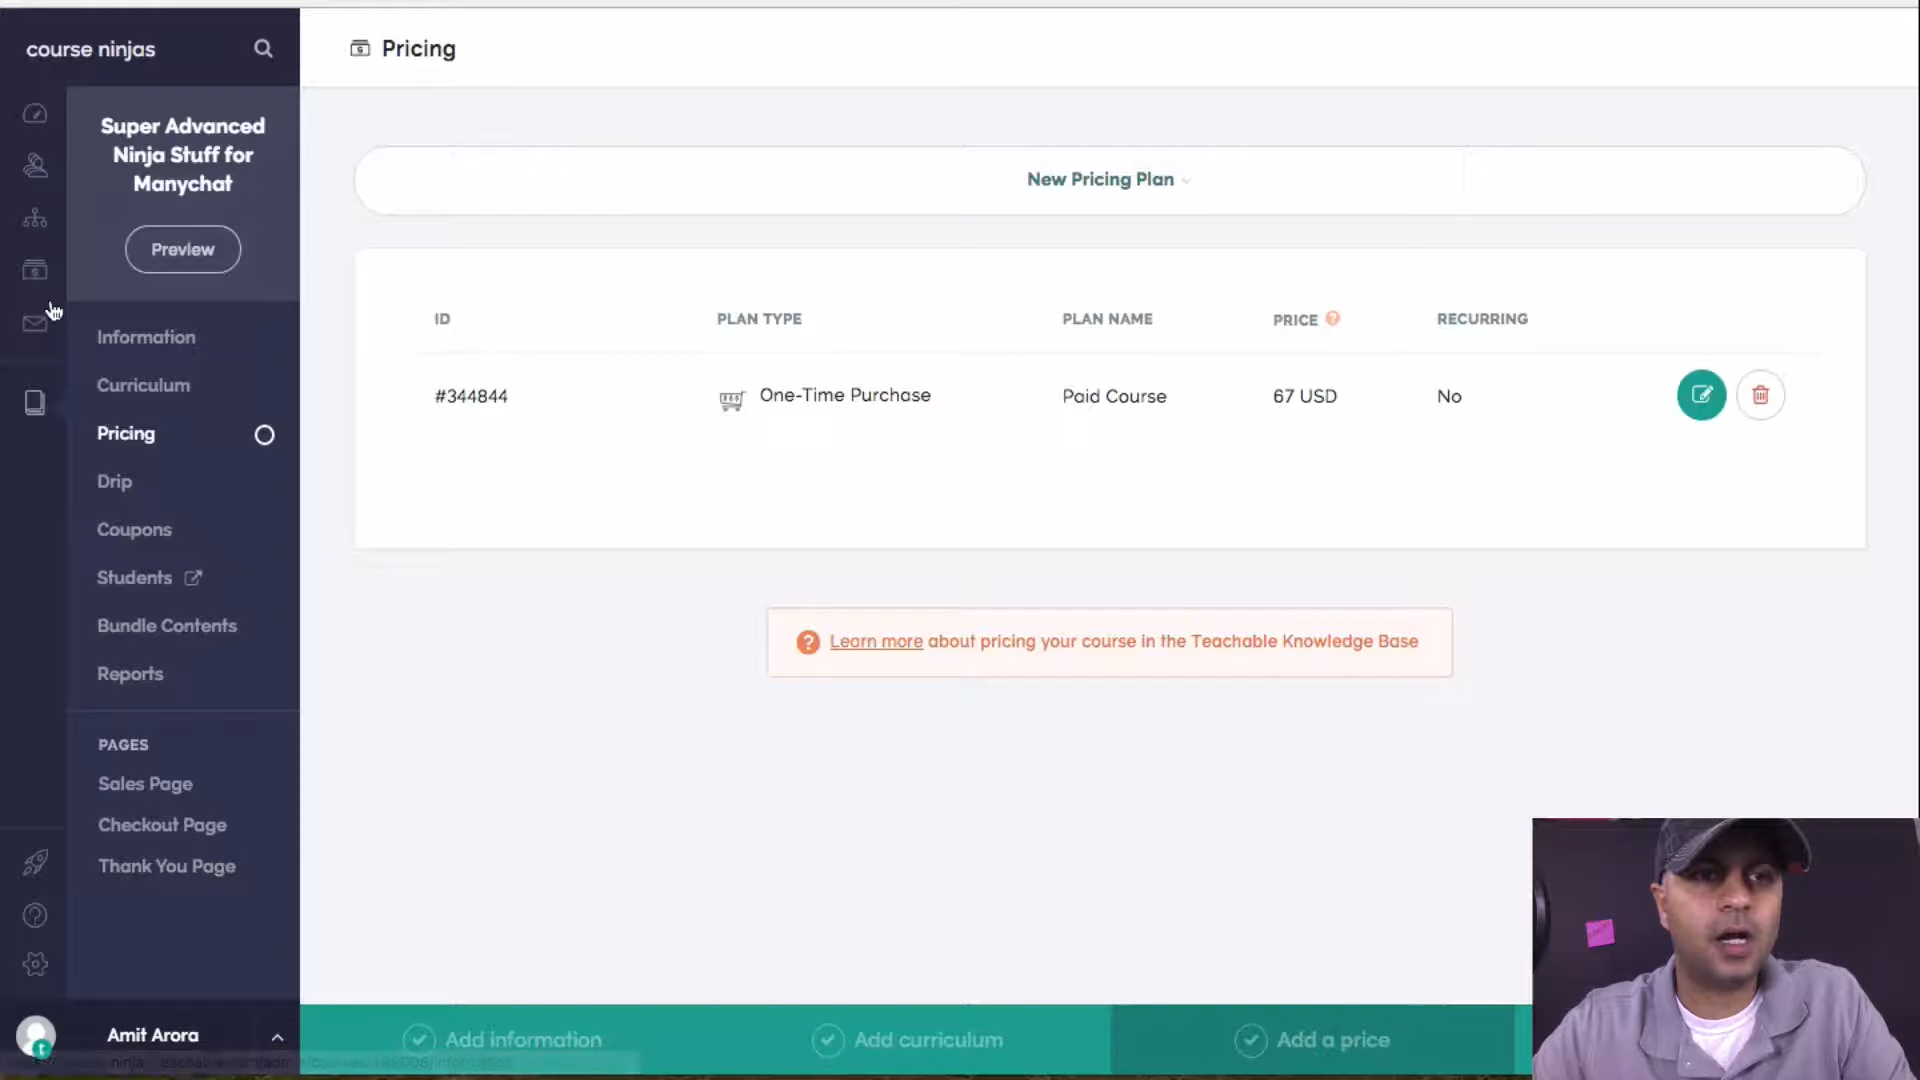 course ninjas
Pricing
Super Advanced
Ninja Stuff for
Manychat
Preview
Information
Curriculum
Pricing
Drip
Coupons
Students
Bundle Contents
Reports
PAGES
Sales Page
Checkout Page
Thank You Page
Amit Arora
New Pricing Plan
ID PLAN TYPE PLAN NAME PRICE ? RECURRING
#344844 One-Time Purchase Paid Course 67 USD No
? Learn more about pricing your course in the Teachable Knowledge Base
Add information Add curriculum Add a price